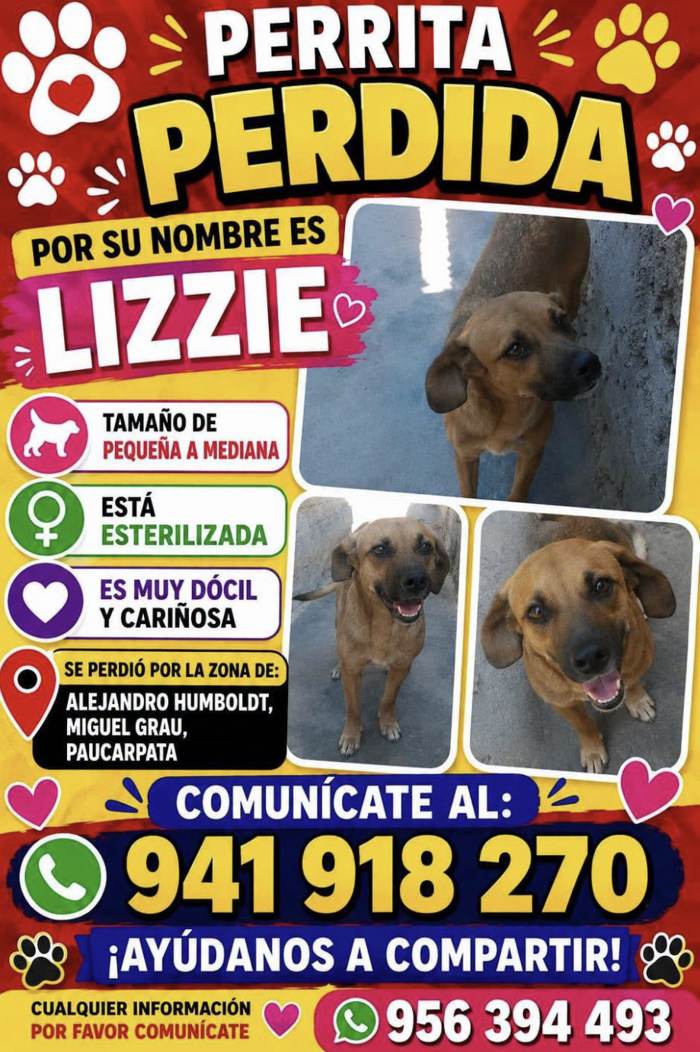 PERRITA
PERDIDA
POR SU NOMBRE ES
LIZZIE
TAMAÑO DE
PEQUEÑA A MEDIANA
ESTÁ
ESTERILIZADA
ES MUY DÓCIL
Y CARIÑOSA
SE PERDIÓ POR LA ZONA DE:
ALEJANDRO HUMBOLDT,
MIGUEL GRAU,
PAUCARPATA
COMUNÍCATE AL:
941 918 270
¡AYÚDANOS A COMPARTIR!
CUALQUIER INFORMACIÓN
POR FAVOR COMUNÍCATE
956 394 493